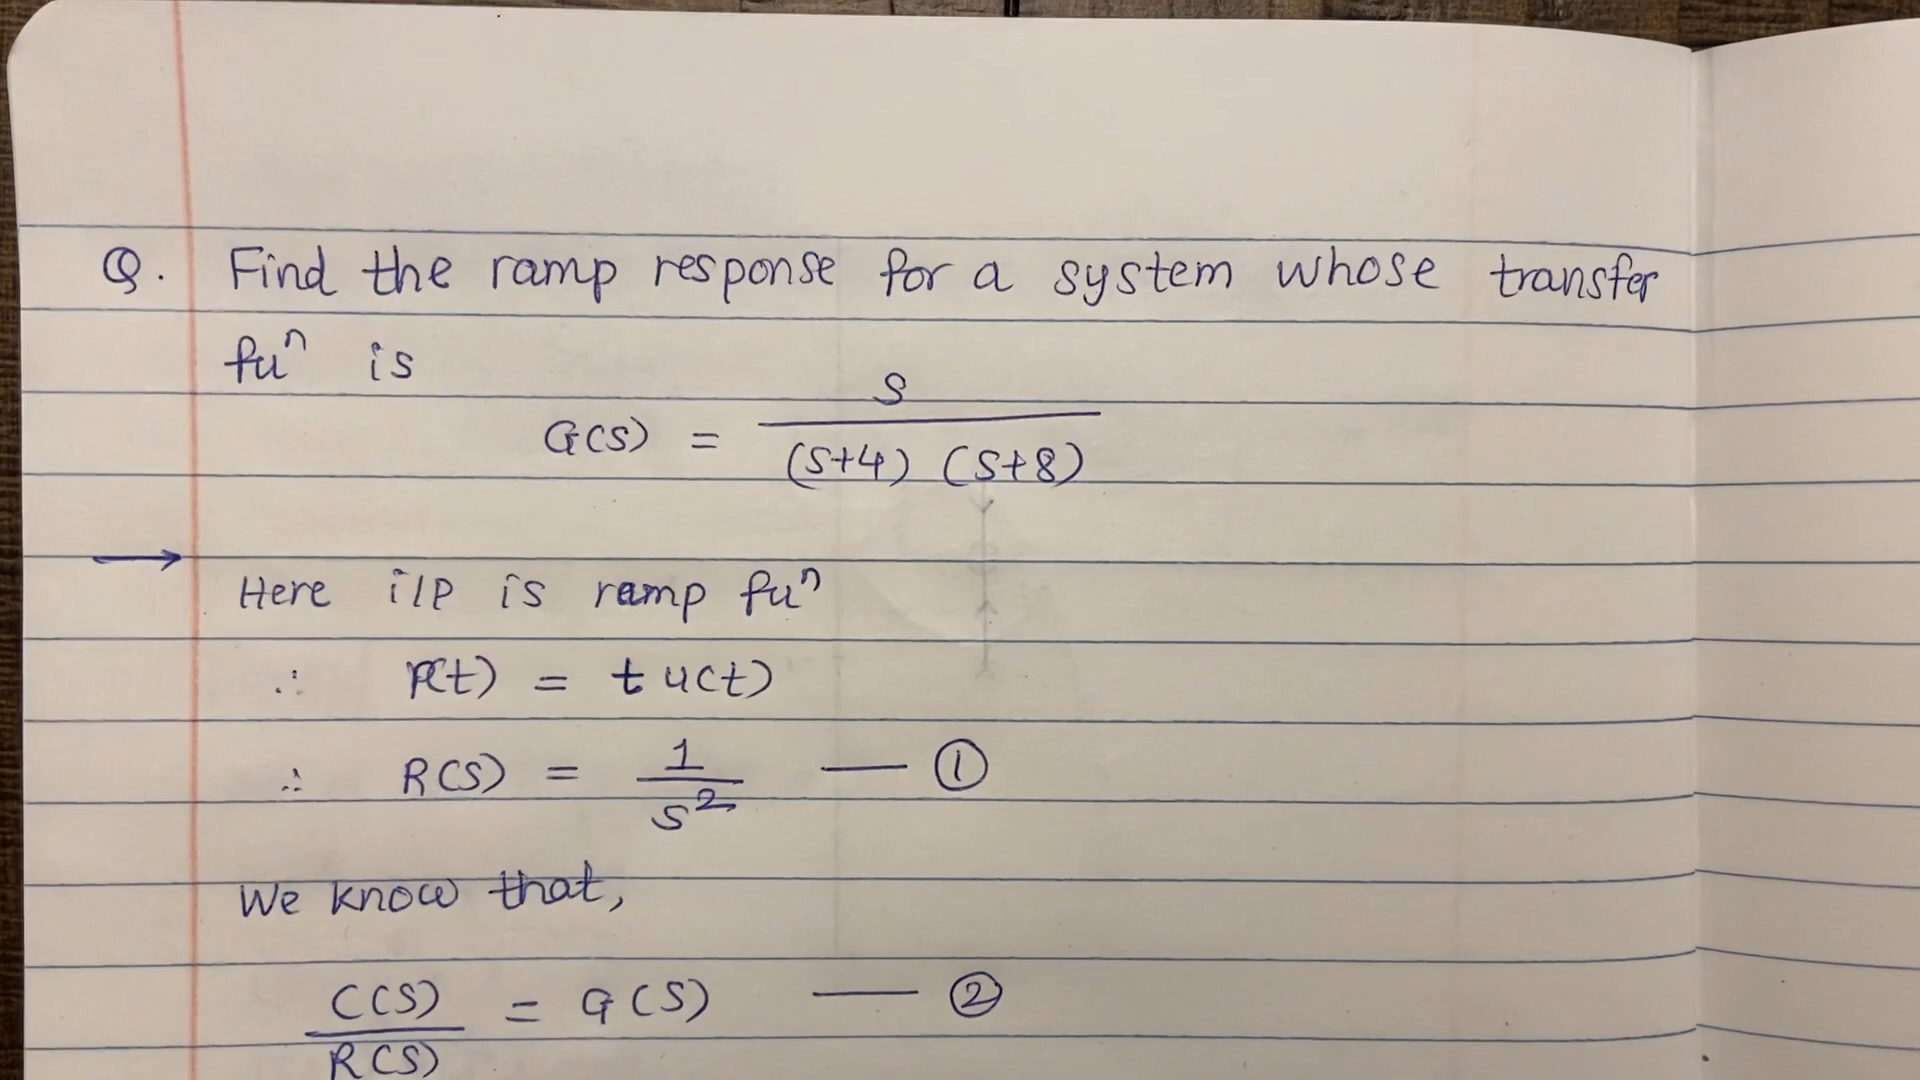 Q. Find the ramp response for a system whose transfer
fuⁿ is
G(S) = S / (S+4) (S+8)
→
Here i/P is ramp fuⁿ
∴ r(t) = t u(t)
∴ R(S) = 1 / S² — ①
We know that,
C(S) / R(S) = G(S) — ②